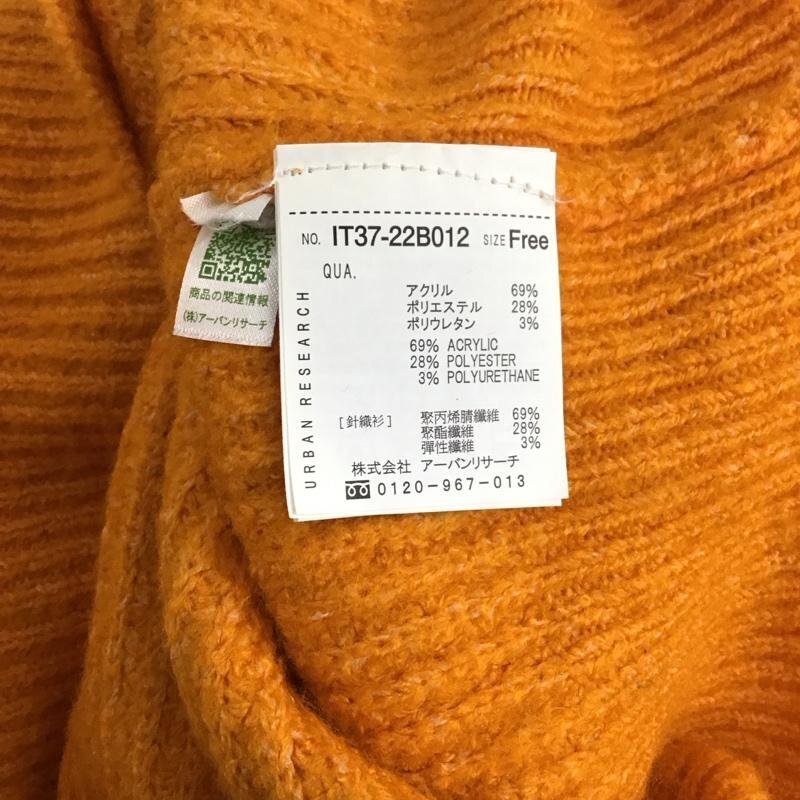 NO. IT37-22B012 SIZE Free
QUA.
アクリル 69%
ポリエステル 28%
ポリウレタン 3%
69% ACRYLIC
28% POLYESTER
3% POLYURETHANE
[針織衫] 聚丙烯腈纖維 69%
聚酯纖維 28%
彈性纖維 3%
株式会社 アーバンリサーチ
0120-967-013
URBAN RESEARCH
商品の関連情報
(株)アーバンリサーチ